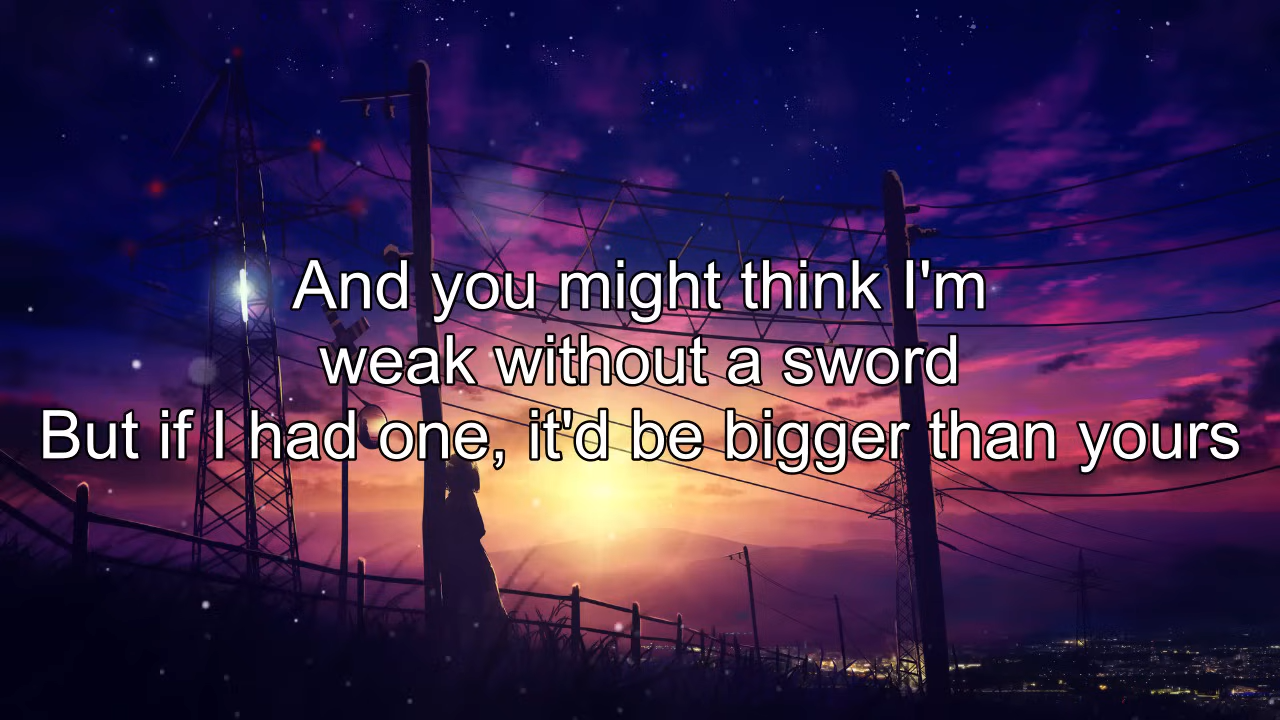 And you might think I'm
weak without a sword
But if I had one, it'd be bigger than yours